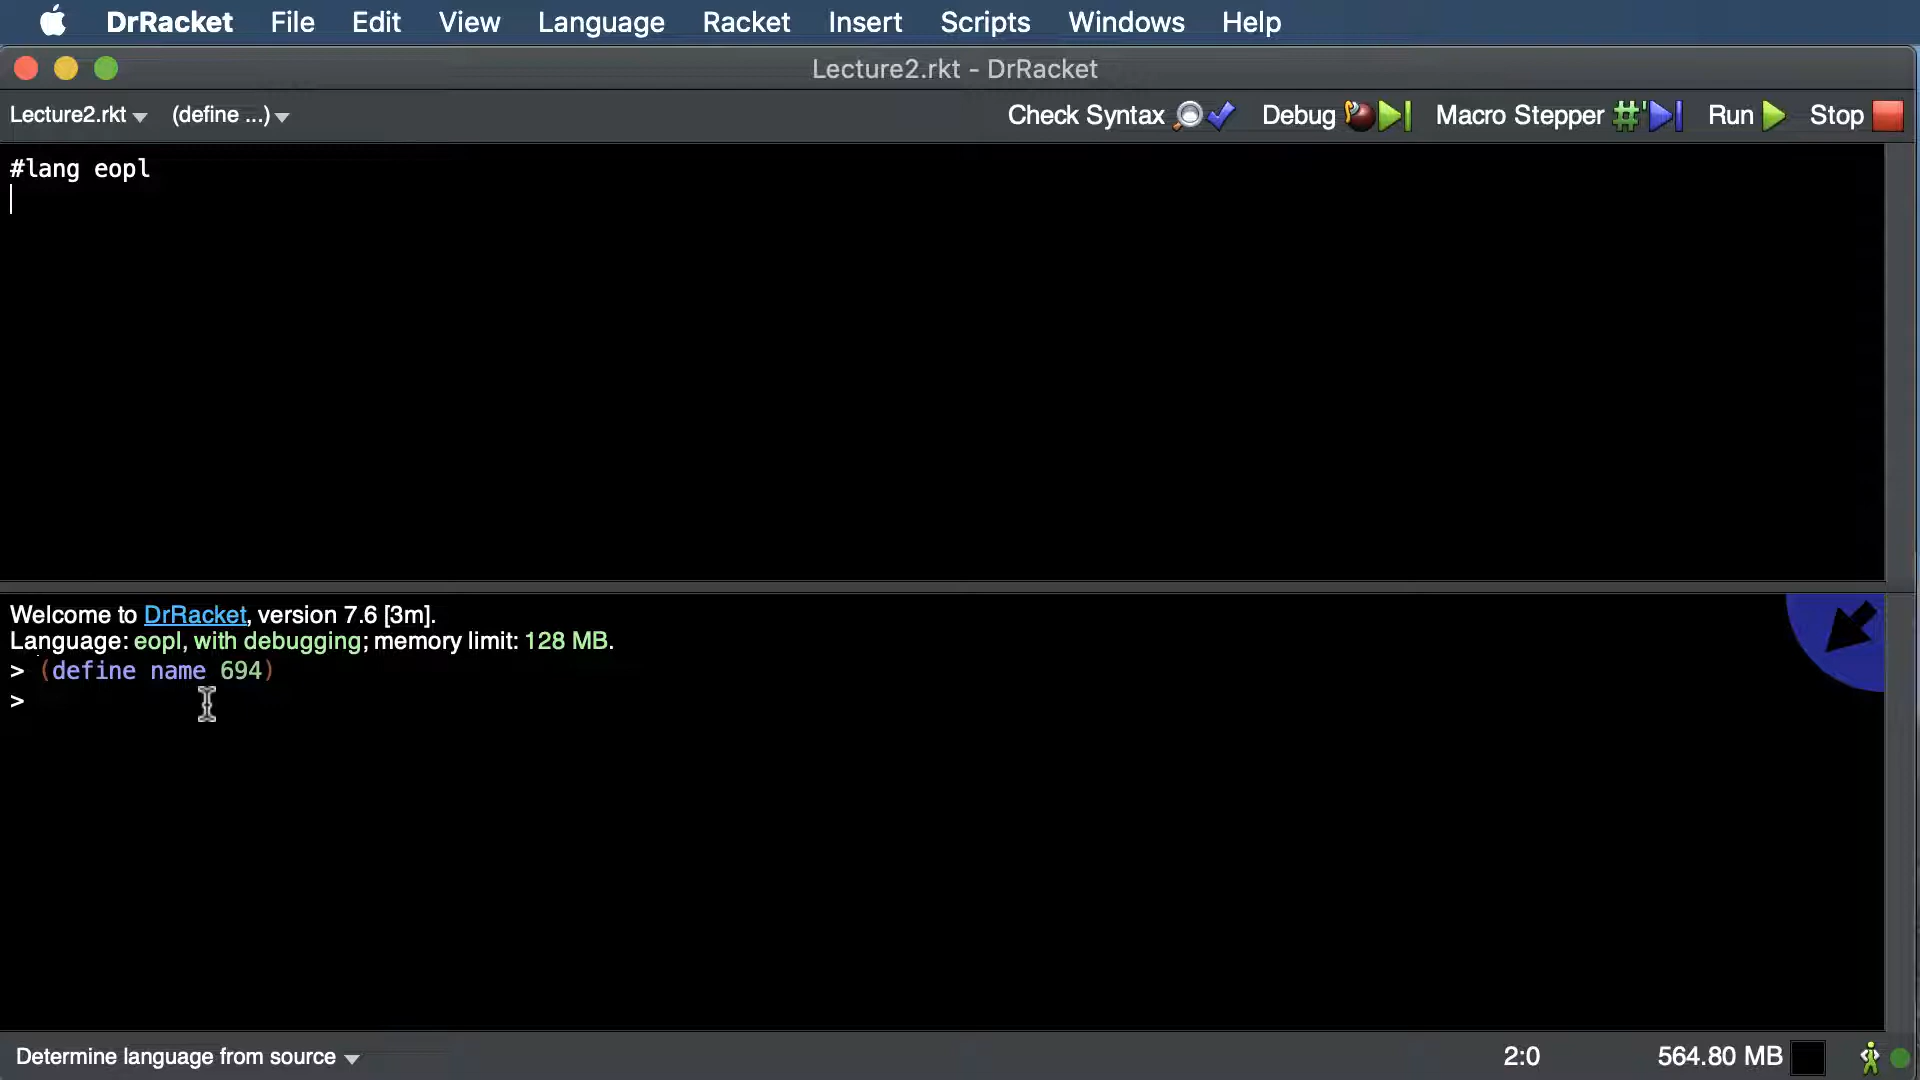 DrRacket File Edit View Language Racket Insert Scripts Windows Help
Lecture2.rkt - DrRacket
Lecture2.rkt (define ...) Check Syntax Debug Macro Stepper #' Run Stop
#lang eopl
Welcome to DrRacket, version 7.6 [3m].
Language: eopl, with debugging; memory limit: 128 MB.
> (define name 694)
>
Determine language from source 2:0 564.80 MB